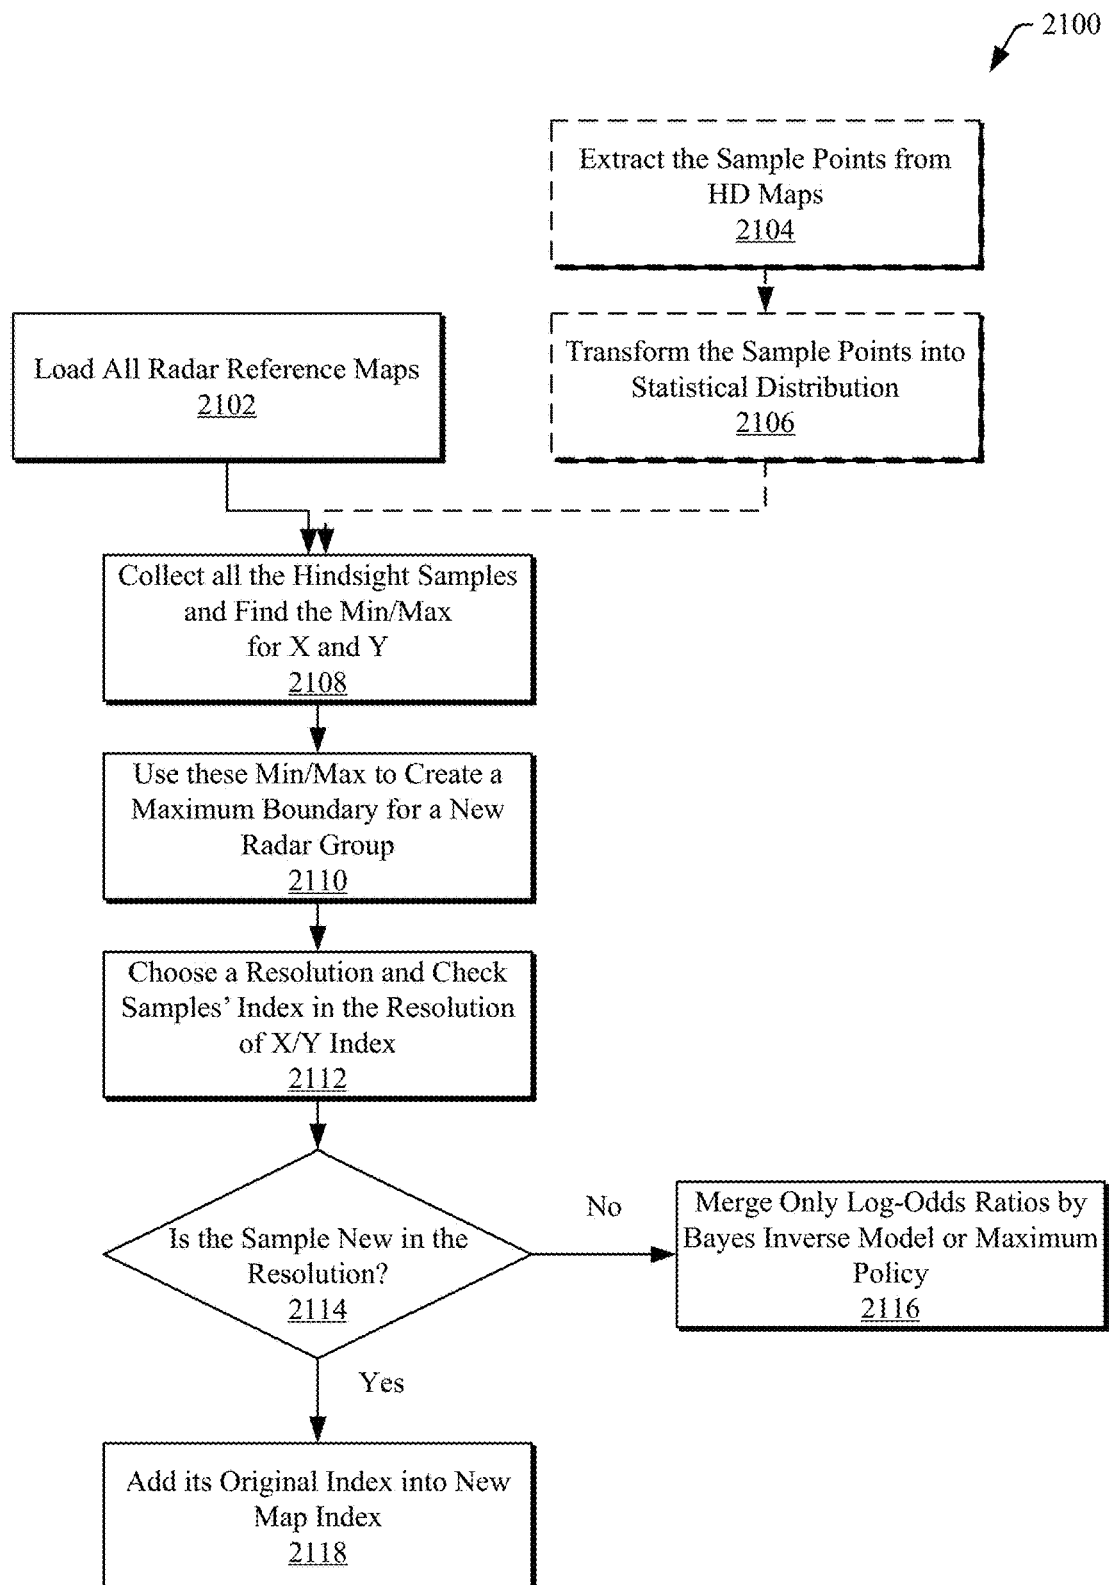 2100
Extract the Sample Points from
HD Maps
2104
Load All Radar Reference Maps
2102
Transform the Sample Points into
Statistical Distribution
2106
Collect all the Hindsight Samples
and Find the Min/Max
for X and Y
2108
Use these Min/Max to Create a
Maximum Boundary for a New
Radar Group
2110
Choose a Resolution and Check
Samples’ Index in the Resolution
of X/Y Index
2112
Is the Sample New in the
Resolution?
2114
No
Merge Only Log-Odds Ratios by
Bayes Inverse Model or Maximum
Policy
2116
Yes
Add its Original Index into New
Map Index
2118